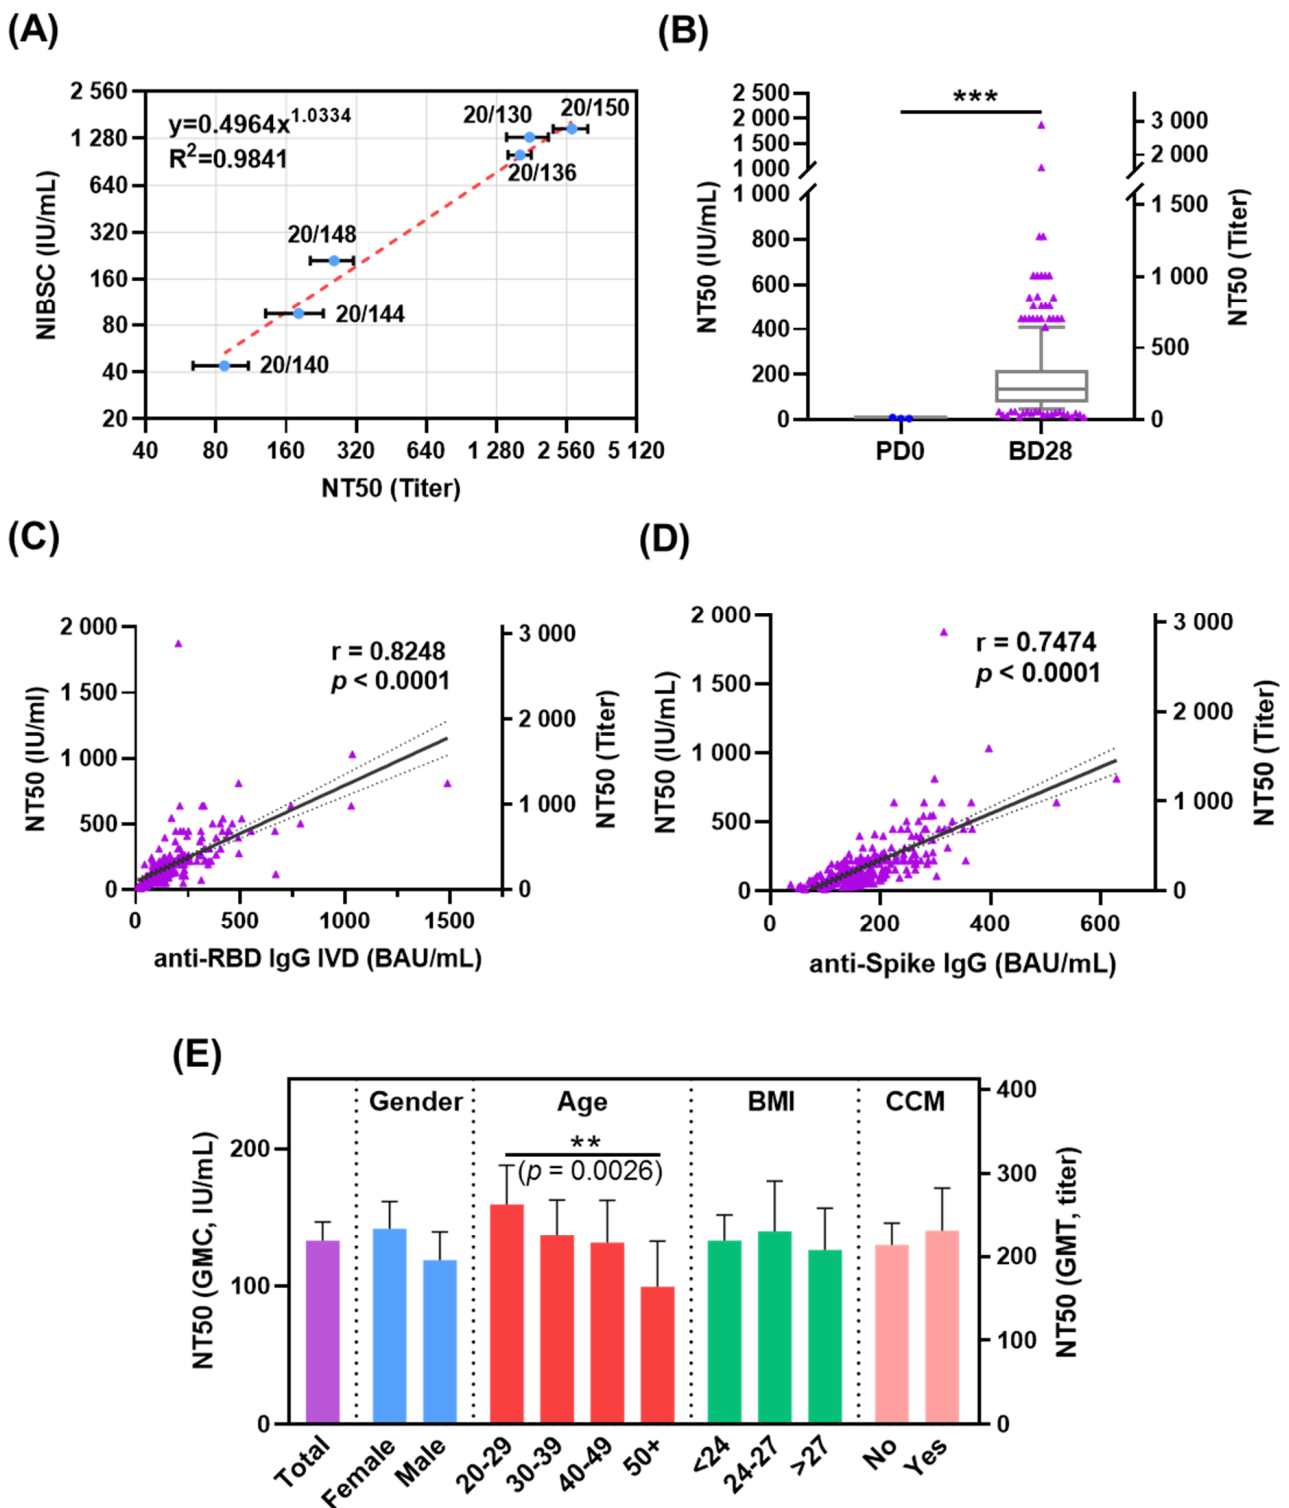 (A)
2 560
1 280
640
320
160
80
40
20
NIBSC (IU/mL)
y=0.4964x^1.0334
R²=0.9841
20/130
20/150
20/136
20/148
20/144
20/140
40 80 160 320 640 1 280 2 560 5 120
NT50 (Titer)
(B)
***
2 500
2 000
1 500
1 000
1 000
800
600
400
200
0
NT50 (IU/mL)
3 000
2 000
1 500
1 000
500
0
NT50 (Titer)
PD0 BD28
(C)
2 000
1 500
1 000
500
0
NT50 (IU/ml)
r = 0.8248
p < 0.0001
3 000
2 000
1 000
0
NT50 (Titer)
0 500 1000 1500
anti-RBD IgG IVD (BAU/mL)
(D)
2 000
1 500
1 000
500
0
NT50 (IU/mL)
r = 0.7474
p < 0.0001
3 000
2 000
1 000
0
NT50 (Titer)
0 200 400 600
anti-Spike IgG (BAU/mL)
(E)
Gender Age BMI CCM
**
(p = 0.0026)
200
100
0
NT50 (GMC, IU/mL)
400
300
200
100
0
NT50 (GMT, titer)
Total Female Male 20-29 30-39 40-49 50+ <24 24-27 >27 No Yes